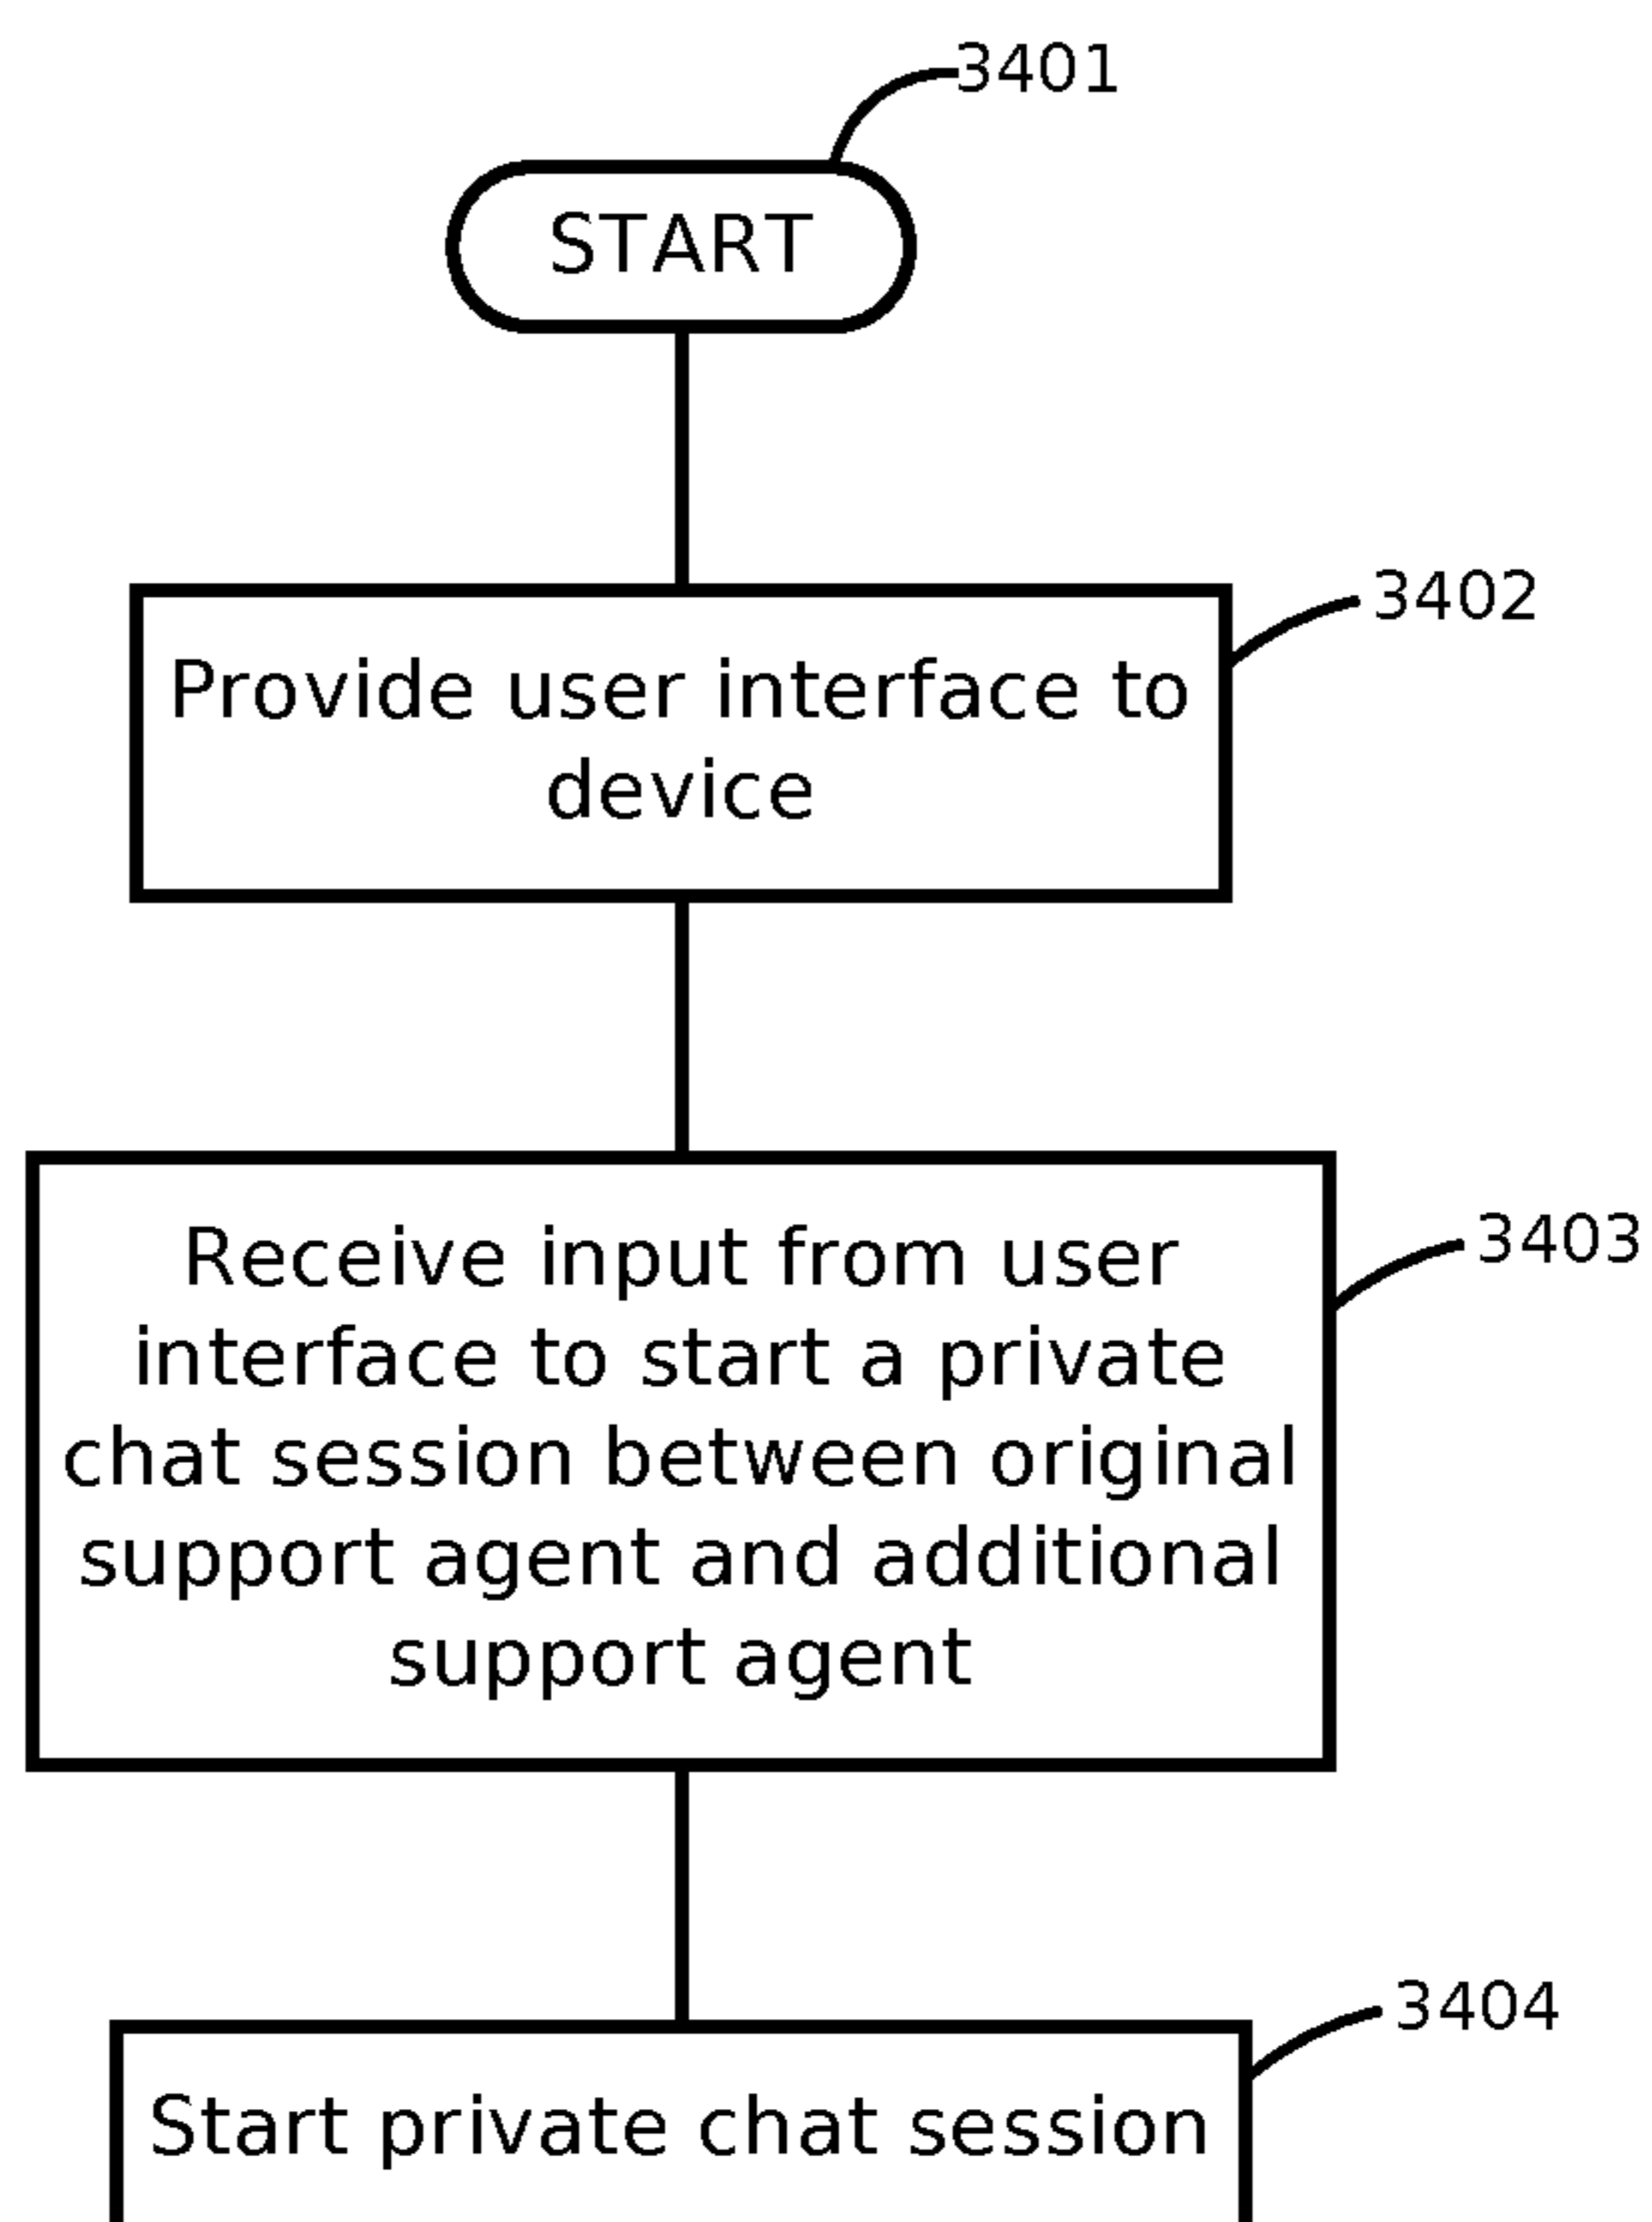 3401
START
3402
Provide user interface to
device
3403
Receive input from user
interface to start a private
chat session between original
support agent and additional
support agent
3404
Start private chat session